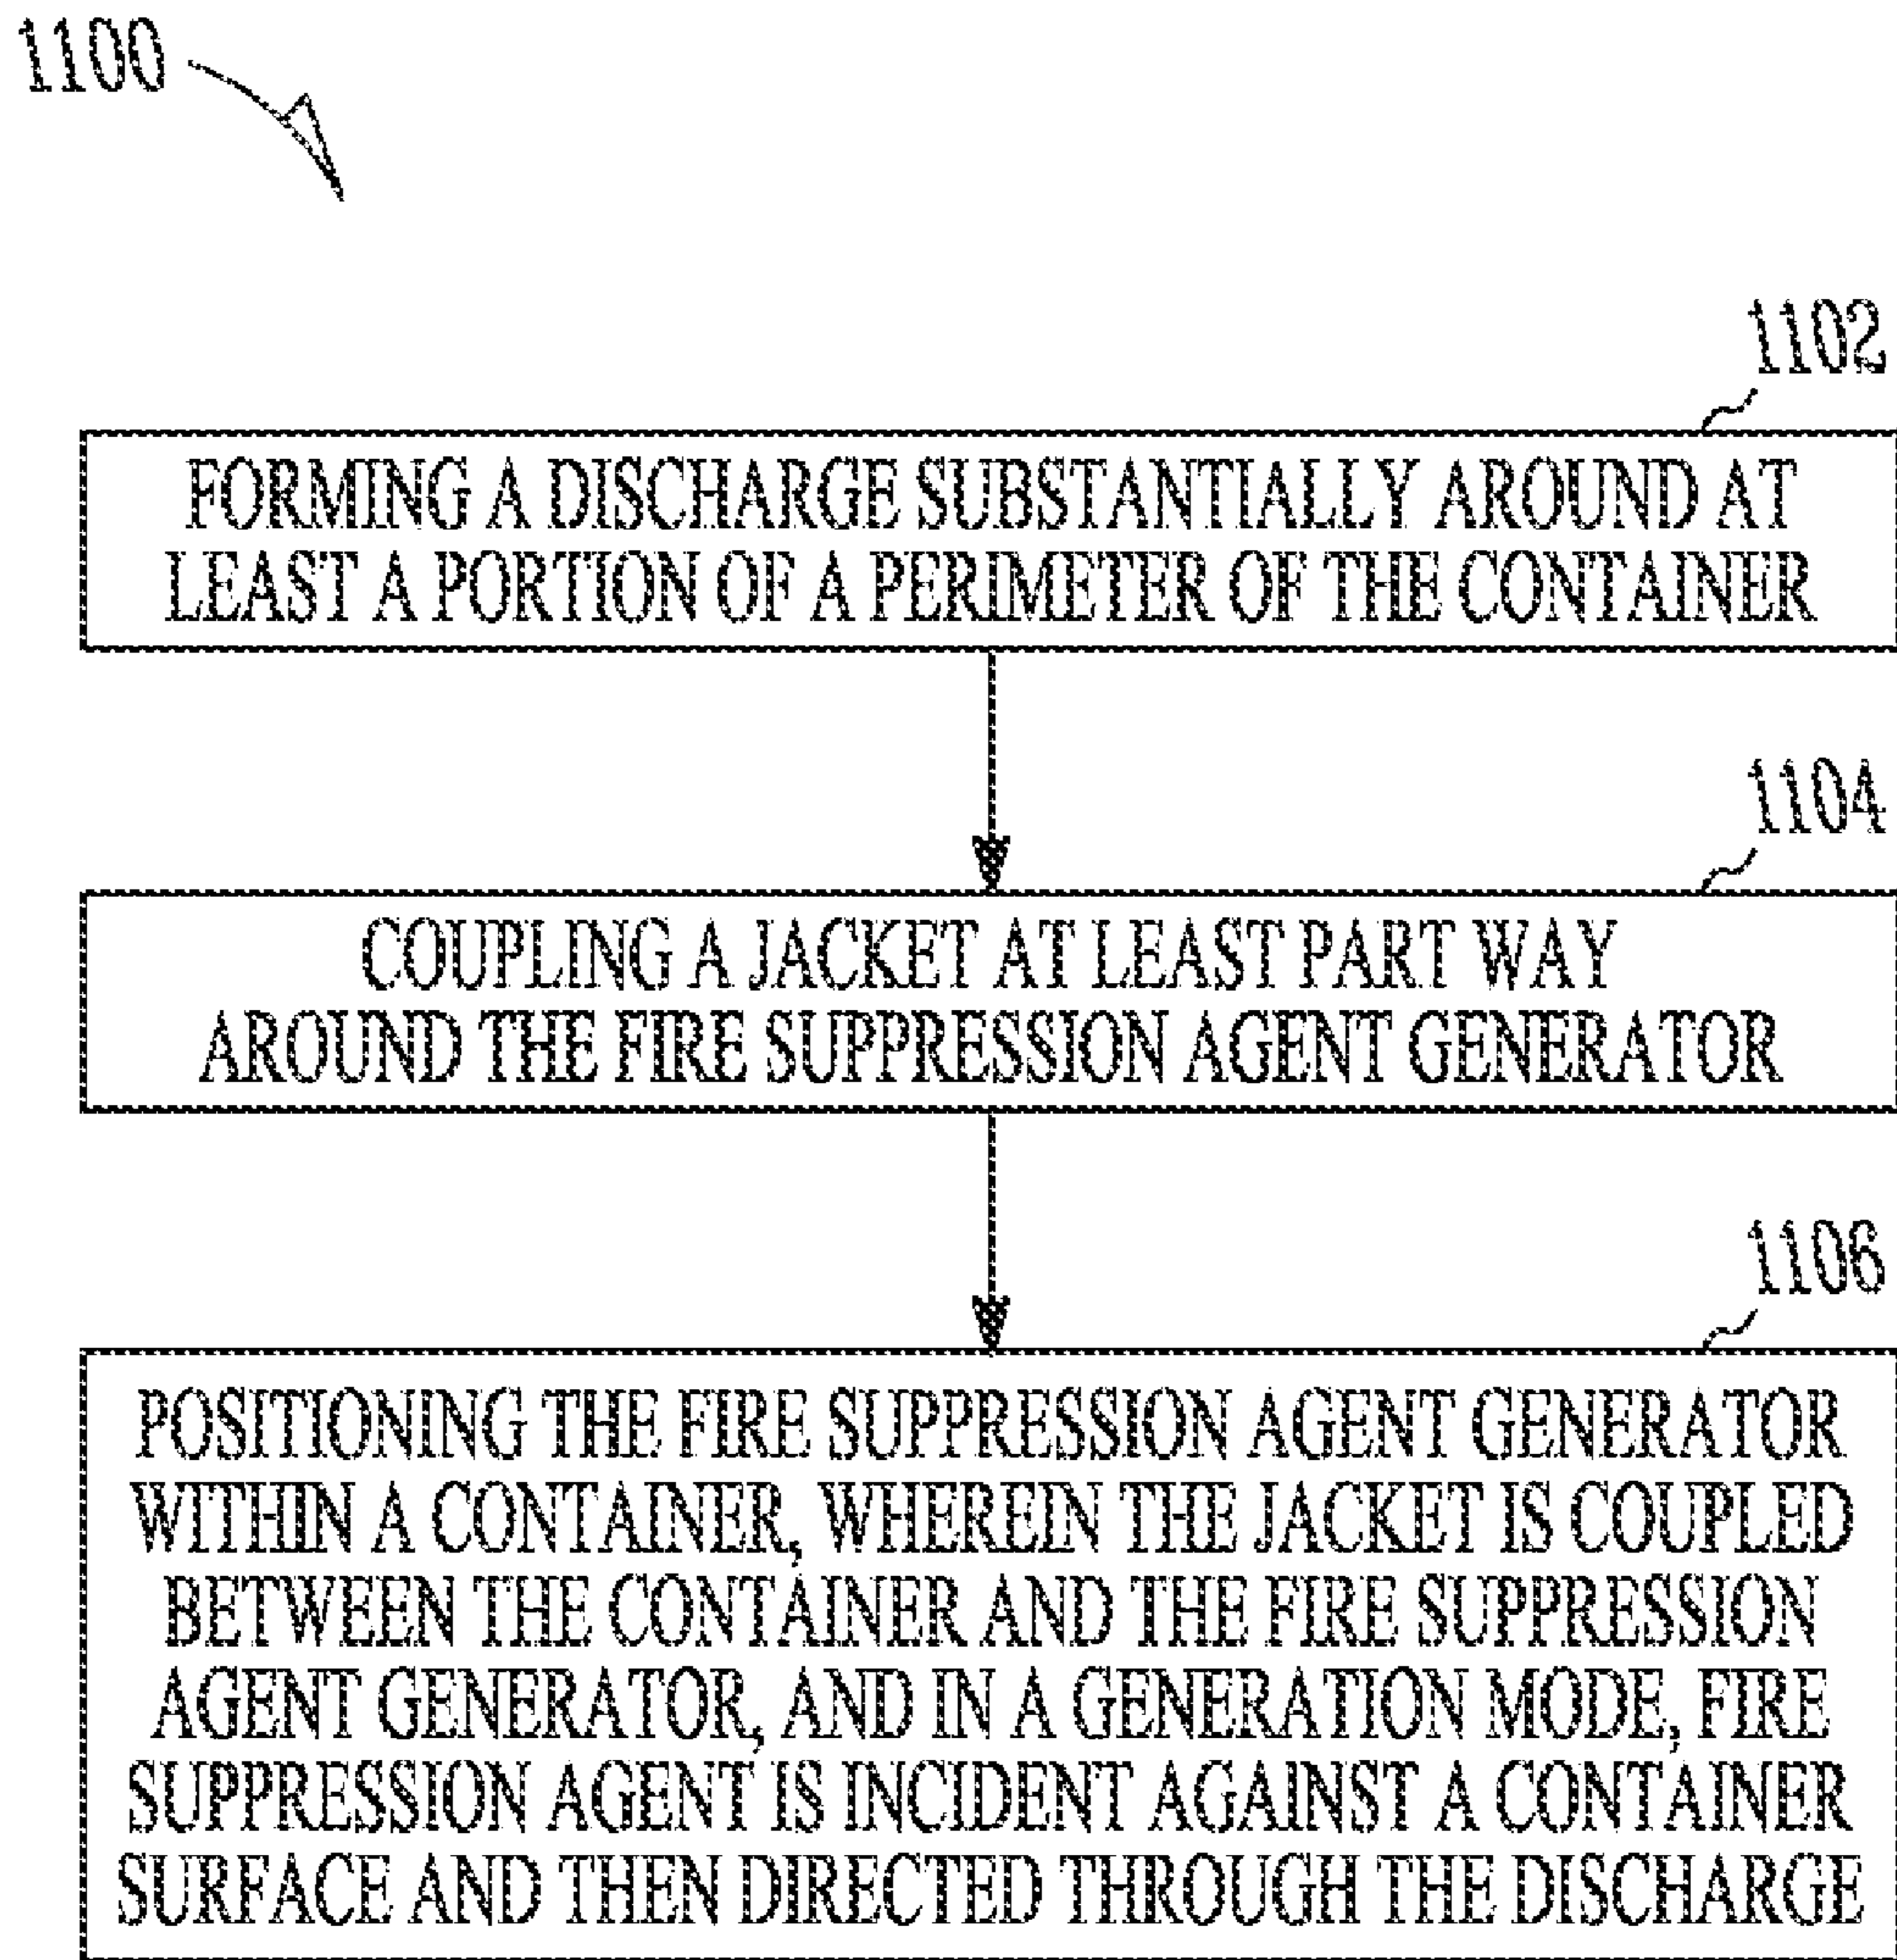 1100
1102
FORMING A DISCHARGE SUBSTANTIALLY AROUND AT
LEAST A PORTION OF A PERIMETER OF THE CONTAINER
1104
COUPLING A JACKET AT LEAST PART WAY
AROUND THE FIRE SUPPRESSION AGENT GENERATOR
1106
POSITIONING THE FIRE SUPPRESSION AGENT GENERATOR
WITHIN A CONTAINER, WHEREIN THE JACKET IS COUPLED
BETWEEN THE CONTAINER AND THE FIRE SUPPRESSION
AGENT GENERATOR, AND IN A GENERATION MODE, FIRE
SUPPRESSION AGENT IS INCIDENT AGAINST A CONTAINER
SURFACE AND THEN DIRECTED THROUGH THE DISCHARGE